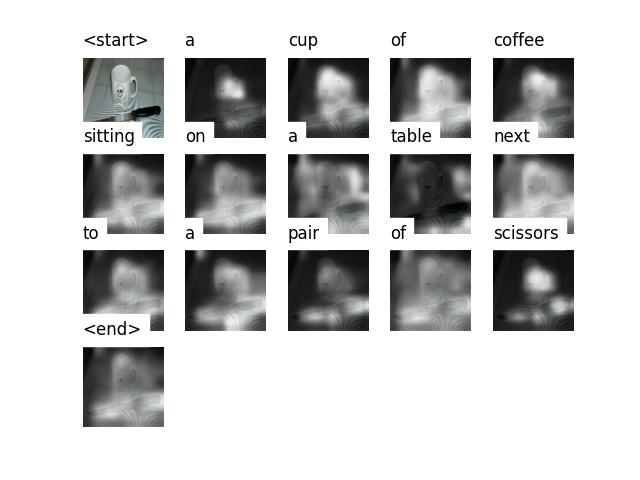 <start> a cup of coffee
sitting on a table next
to a pair of scissors
<end>